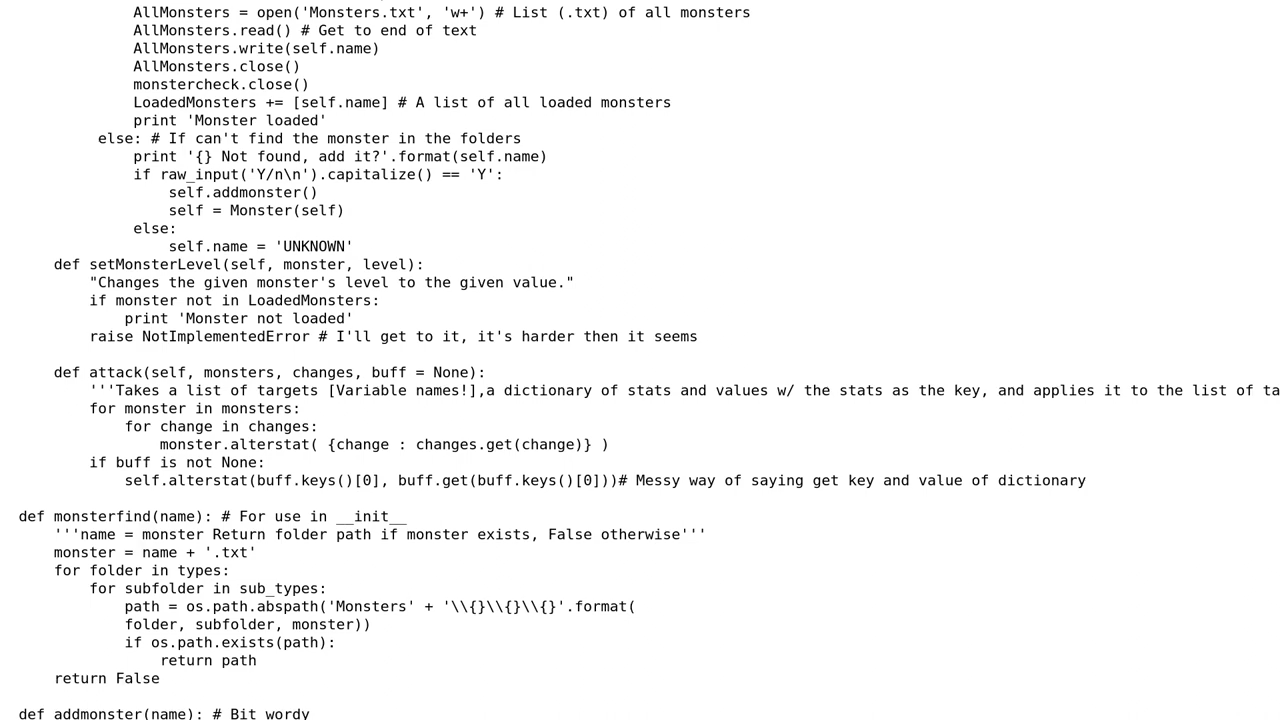 AllMonsters = open('Monsters.txt', 'w+') # List (.txt) of all monsters
AllMonsters.read() # Get to end of text
AllMonsters.write(self.name)
AllMonsters.close()
monstercheck.close()
LoadedMonsters += [self.name] # A list of all loaded monsters
print 'Monster loaded'
else: # If can't find the monster in the folders
print '{} Not found, add it?'.format(self.name)
if raw_input('Y/n\n').capitalize() == 'Y':
self.addmonster()
self = Monster(self)
else:
self.name = 'UNKNOWN'
def setMonsterLevel(self, monster, level):
"Changes the given monster's level to the given value."
if monster not in LoadedMonsters:
print 'Monster not loaded'
raise NotImplementedError # I'll get to it, it's harder then it seems
def attack(self, monsters, changes, buff = None):
'''Takes a list of targets [Variable names!],a dictionary of stats and values w/ the stats as the key, and applies it to the list of ta
for monster in monsters:
for change in changes:
monster.alterstat( {change : changes.get(change)} )
if buff is not None:
self.alterstat(buff.keys()[0], buff.get(buff.keys()[0]))# Messy way of saying get key and value of dictionary
def monsterfind(name): # For use in __init__
'''name = monster Return folder path if monster exists, False otherwise'''
monster = name + '.txt'
for folder in types:
for subfolder in sub_types:
path = os.path.abspath('Monsters' + '\\{}\\{}\\{}'.format(
folder, subfolder, monster))
if os.path.exists(path):
return path
return False
def addmonster(name): # Bit wordy